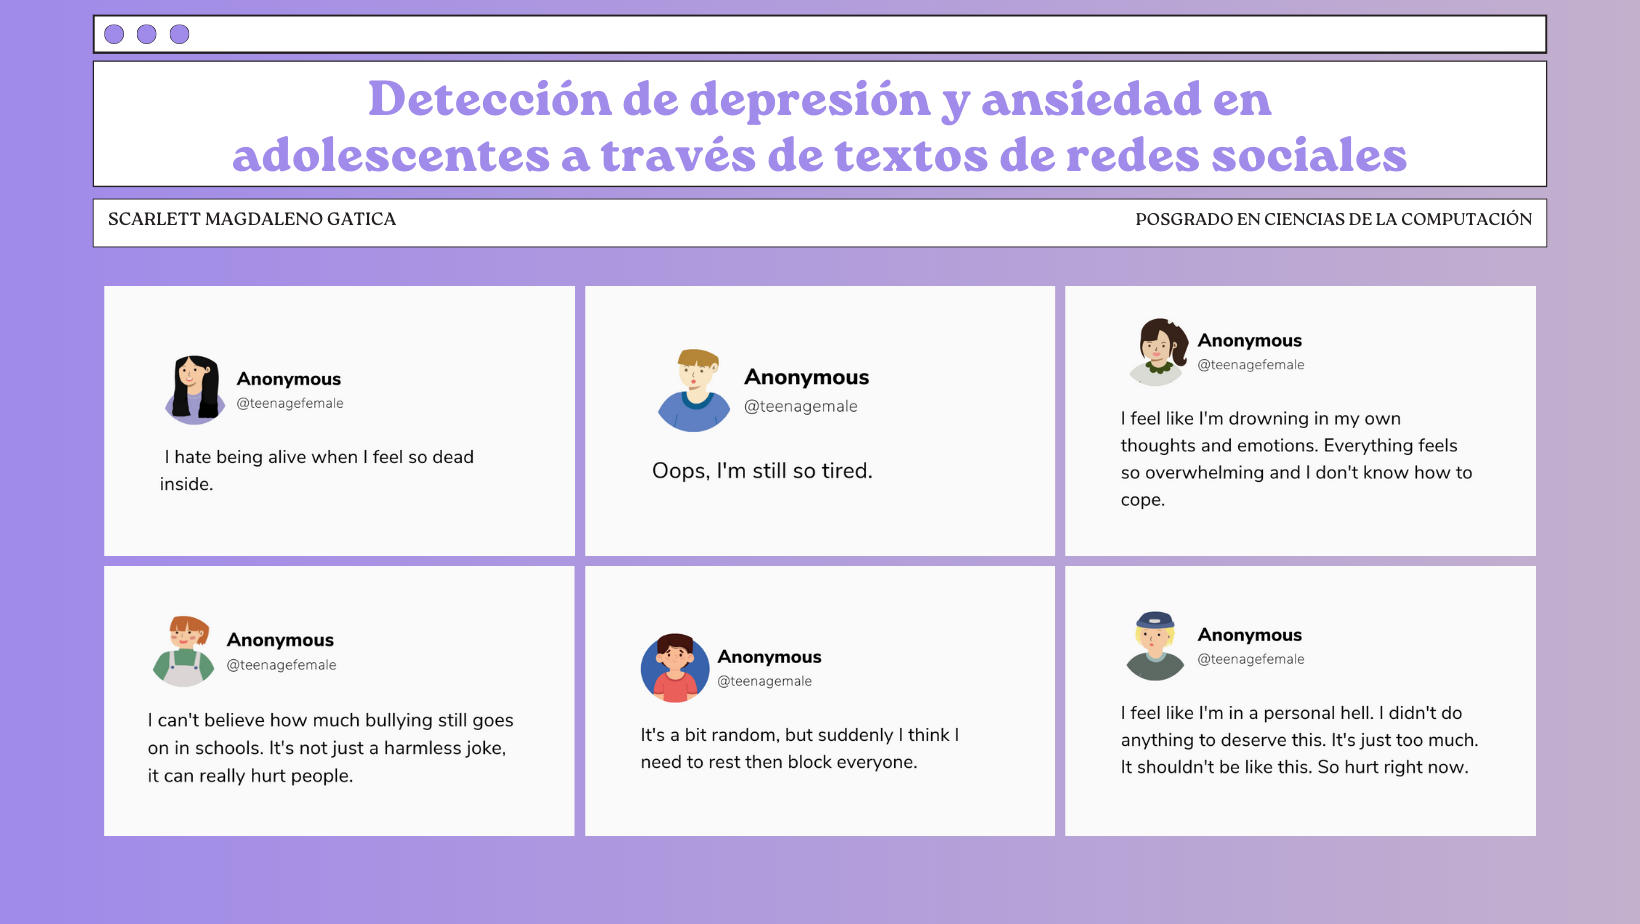 Detección de depresión y ansiedad en
adolescentes a través de textos de redes sociales
SCARLETT MAGDALENO GATICA
POSGRADO EN CIENCIAS DE LA COMPUTACIÓN
Anonymous
@teenagefemale
I hate being alive when I feel so dead
inside.
Anonymous
@teenagemale
Oops, I'm still so tired.
Anonymous
@teenagefemale
I feel like I'm drowning in my own
thoughts and emotions. Everything feels
so overwhelming and I don't know how to
cope.
Anonymous
@teenagefemale
I can't believe how much bullying still goes
on in schools. It's not just a harmless joke,
it can really hurt people.
Anonymous
@teenagemale
It's a bit random, but suddenly I think I
need to rest then block everyone.
Anonymous
@teenagefemale
I feel like I'm in a personal hell. I didn't do
anything to deserve this. It's just too much.
It shouldn't be like this. So hurt right now.